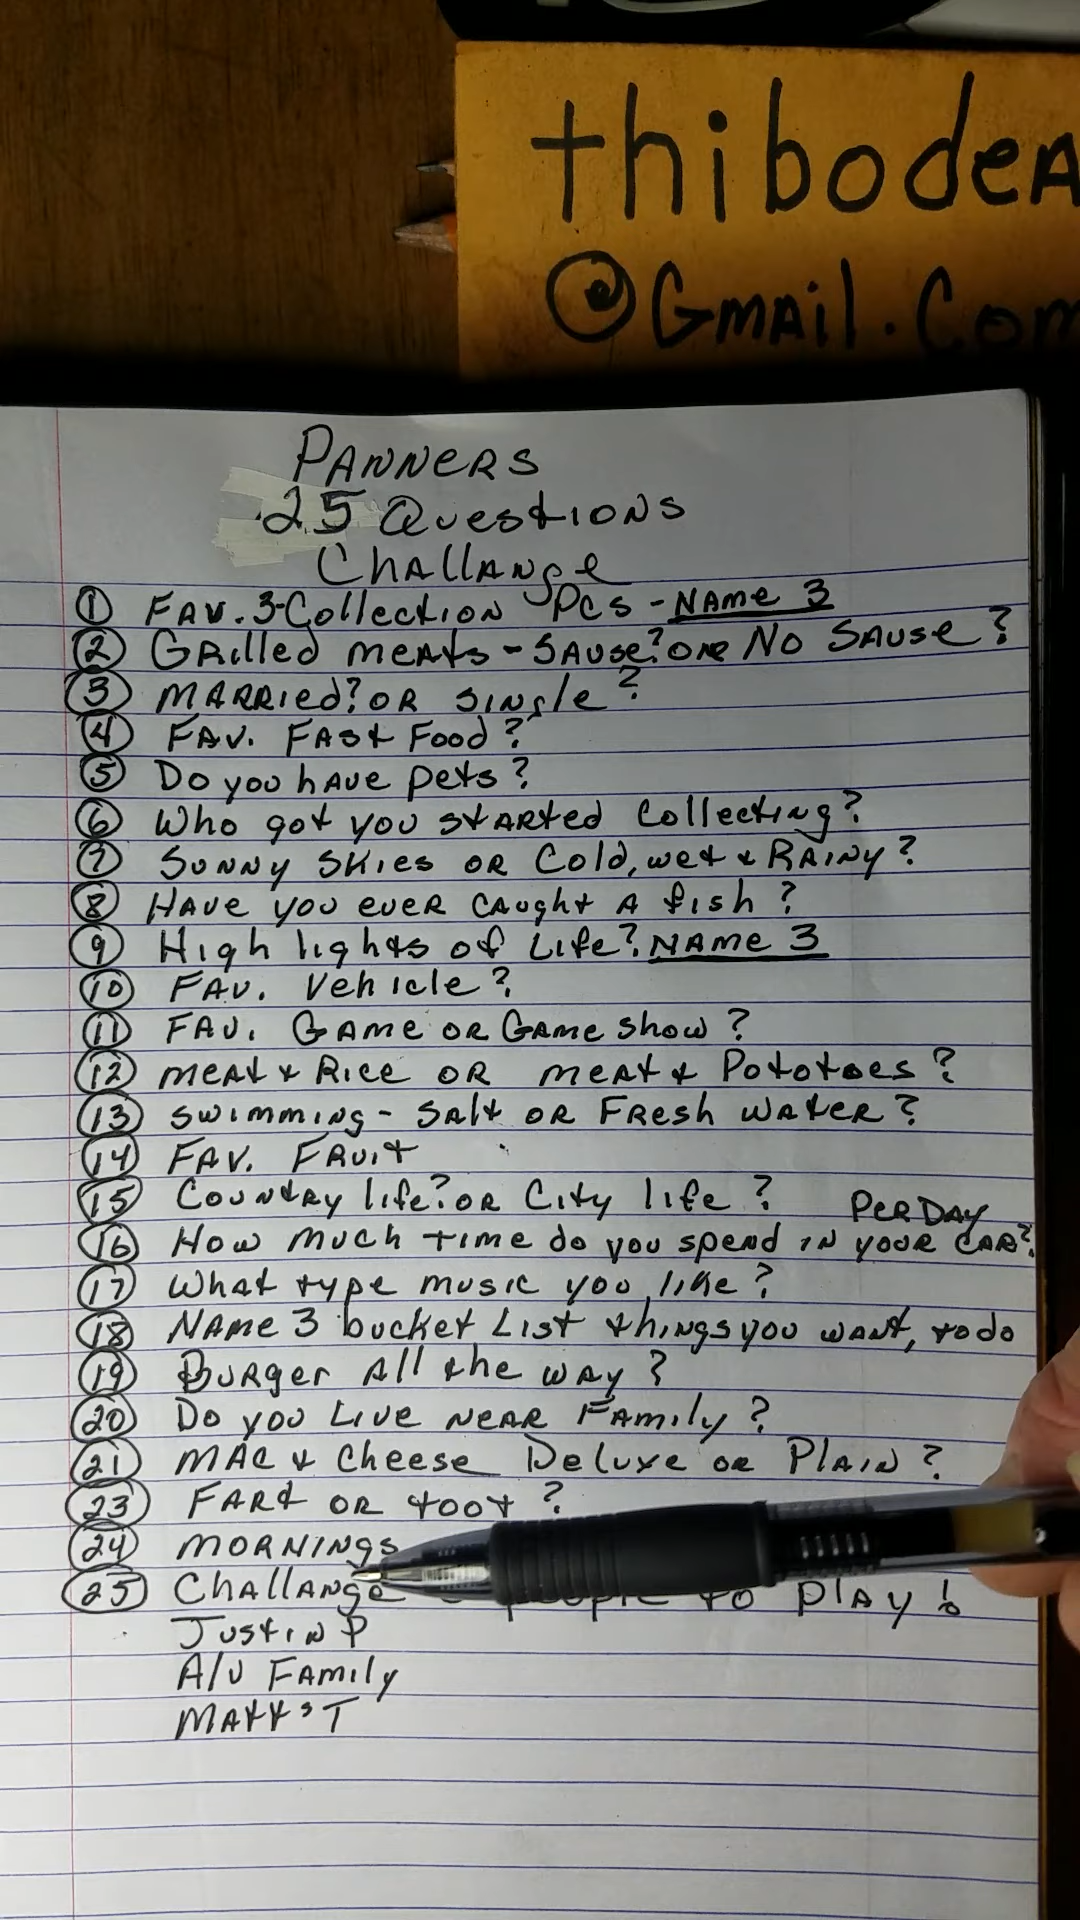 thibodeA
@GmAil.Com
PANNeRS
25 QuestIONS
ChAllANge
1 FAV. 3-Collection Pcs - NAMe 3
2 GRilled meAts - SAUSe? oRe No SAUSe?
3 MARRied? OR single?
4 FAV. FASt Food?
5 Do you hAVe pets?
6 Who got you stARted Collecting?
7 SUNNY SKies OR Cold, wet & RAINY?
8 HAVe you eveR CAught A fish?
9 High lights of Life? NAMe 3
10 FAV. Vehicle?
11 FAV. GAMe OR GAMe show?
12 meAt & Rice OR meAt & Pototoes?
13 Swimming - SAlt OR FResh WAteR?
14 FAV. FRUit
15 CouNtRy life? OR City life?
PeRDAY
16 How much time do you spend IN YOUR CAR?
17 WhAt type music you like?
18 NAMe 3 bucket List things you wANt, to do
19 BURgeR All the wAy?
20 Do you Live NeAR FAmily?
21 MAC & Cheese Deluxe OR PlAiN?
23 FARt OR toot?
24 MORNINgs
25 ChAllANge people to PlAy!
JUStiN P
A/U FAmily
MAtt's T